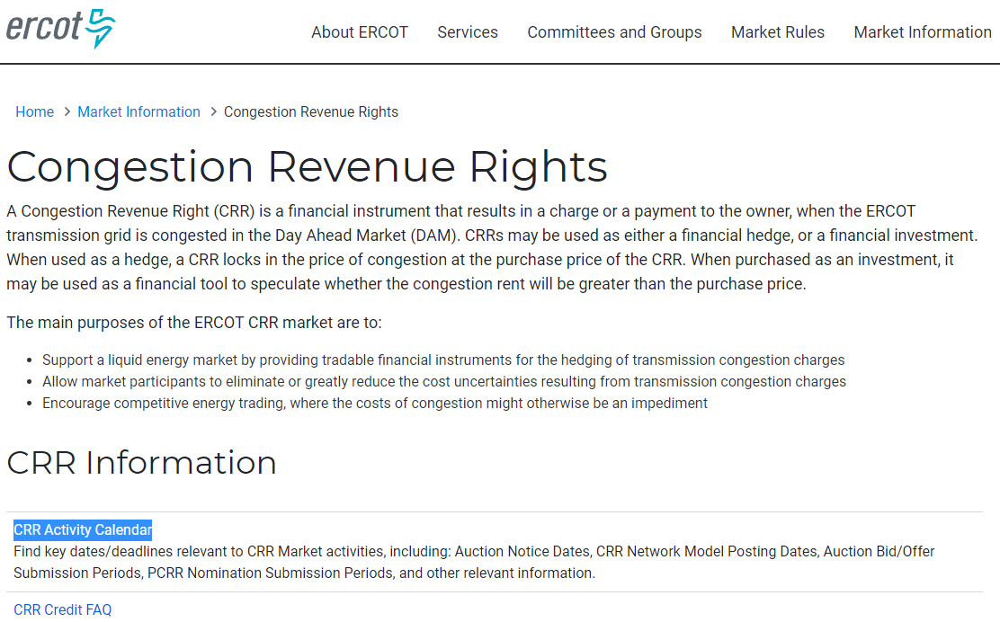 ercot
About ERCOT Services Committees and Groups Market Rules Market Information
Home > Market Information > Congestion Revenue Rights
Congestion Revenue Rights
A Congestion Revenue Right (CRR) is a financial instrument that results in a charge or a payment to the owner, when the ERCOT
transmission grid is congested in the Day Ahead Market (DAM). CRRs may be used as either a financial hedge, or a financial investment.
When used as a hedge, a CRR locks in the price of congestion at the purchase price of the CRR. When purchased as an investment, it
may be used as a financial tool to speculate whether the congestion rent will be greater than the purchase price.
The main purposes of the ERCOT CRR market are to:
• Support a liquid energy market by providing tradable financial instruments for the hedging of transmission congestion charges
• Allow market participants to eliminate or greatly reduce the cost uncertainties resulting from transmission congestion charges
• Encourage competitive energy trading, where the costs of congestion might otherwise be an impediment
CRR Information
CRR Activity Calendar
Find key dates/deadlines relevant to CRR Market activities, including: Auction Notice Dates, CRR Network Model Posting Dates, Auction Bid/Offer
Submission Periods, PCRR Nomination Submission Periods, and other relevant information.
CRR Credit FAQ